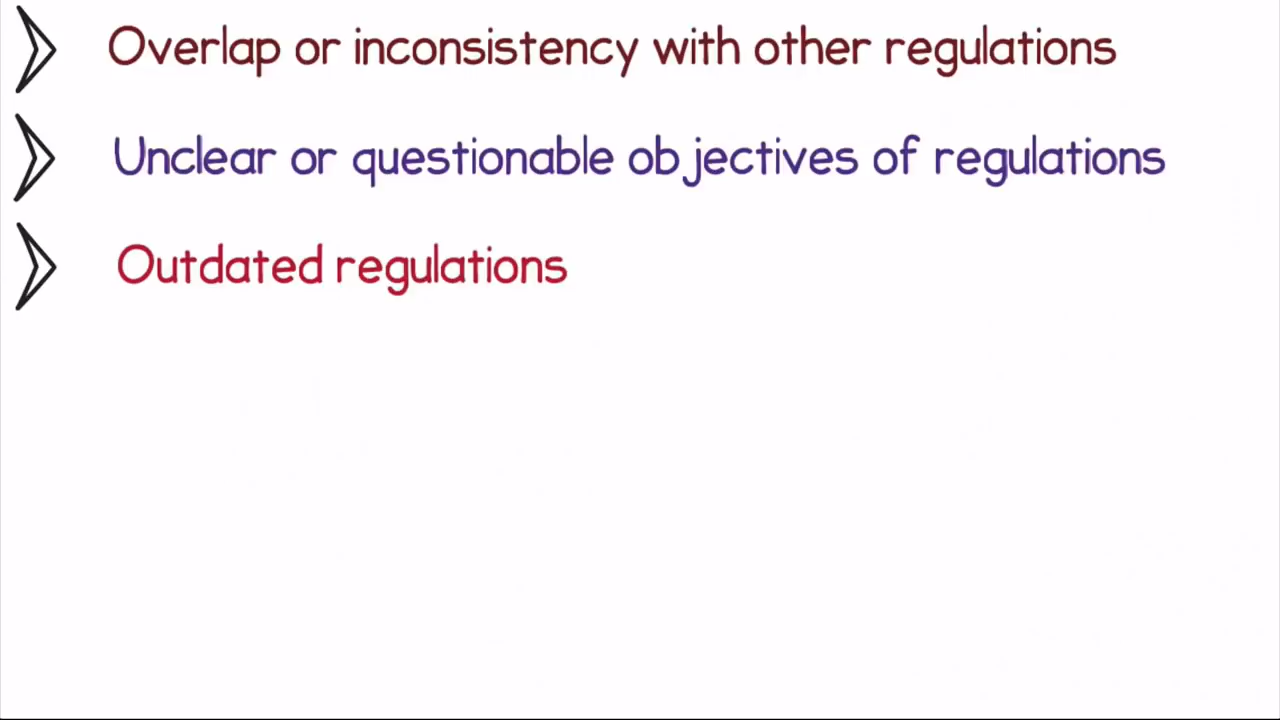 Overlap or inconsistency with other regulations
Unclear or questionable objectives of regulations
Outdated regulations